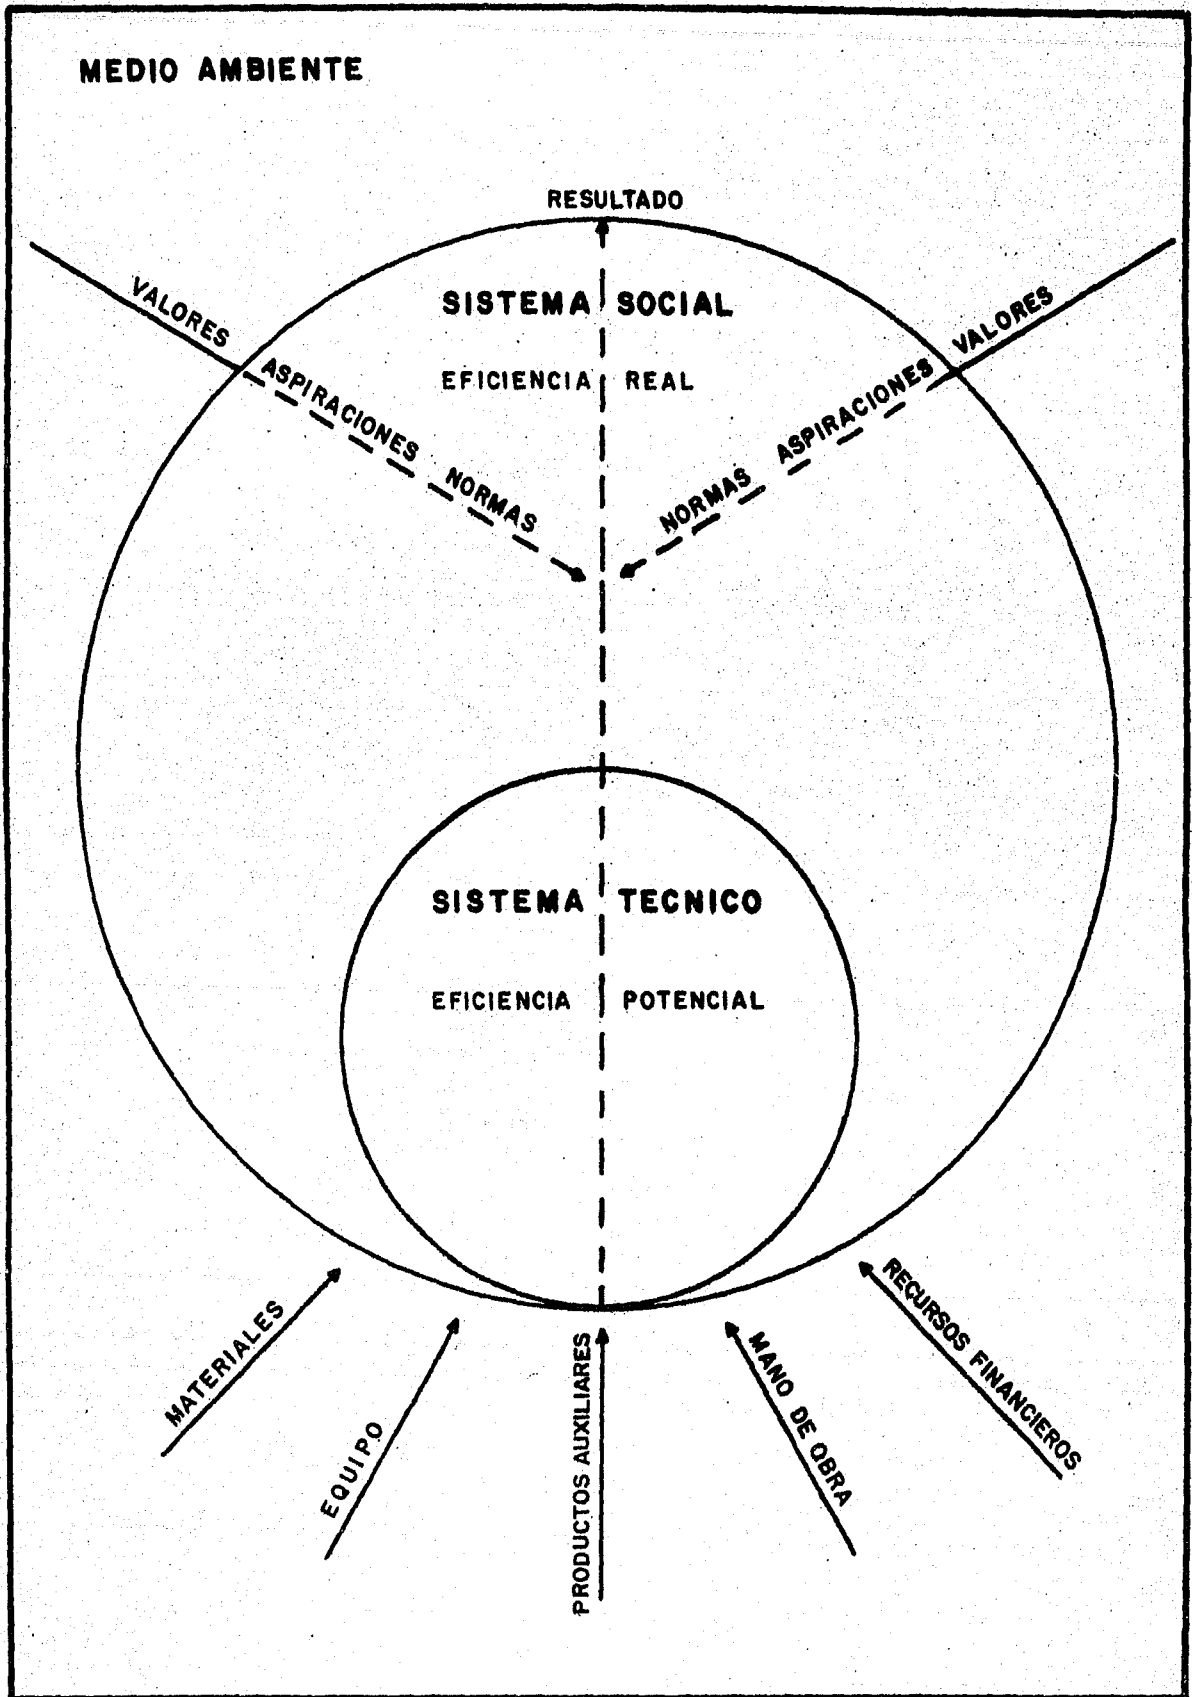 MEDIO AMBIENTE
RESULTADO
SISTEMA SOCIAL
EFICIENCIA REAL
VALORES
ASPIRACIONES
NORMAS
VALORES
ASPIRACIONES
NORMAS
SISTEMA TECNICO
EFICIENCIA POTENCIAL
MATERIALES
EQUIPO
PRODUCTOS AUXILIARES
MANO DE OBRA
RECURSOS FINANCIEROS